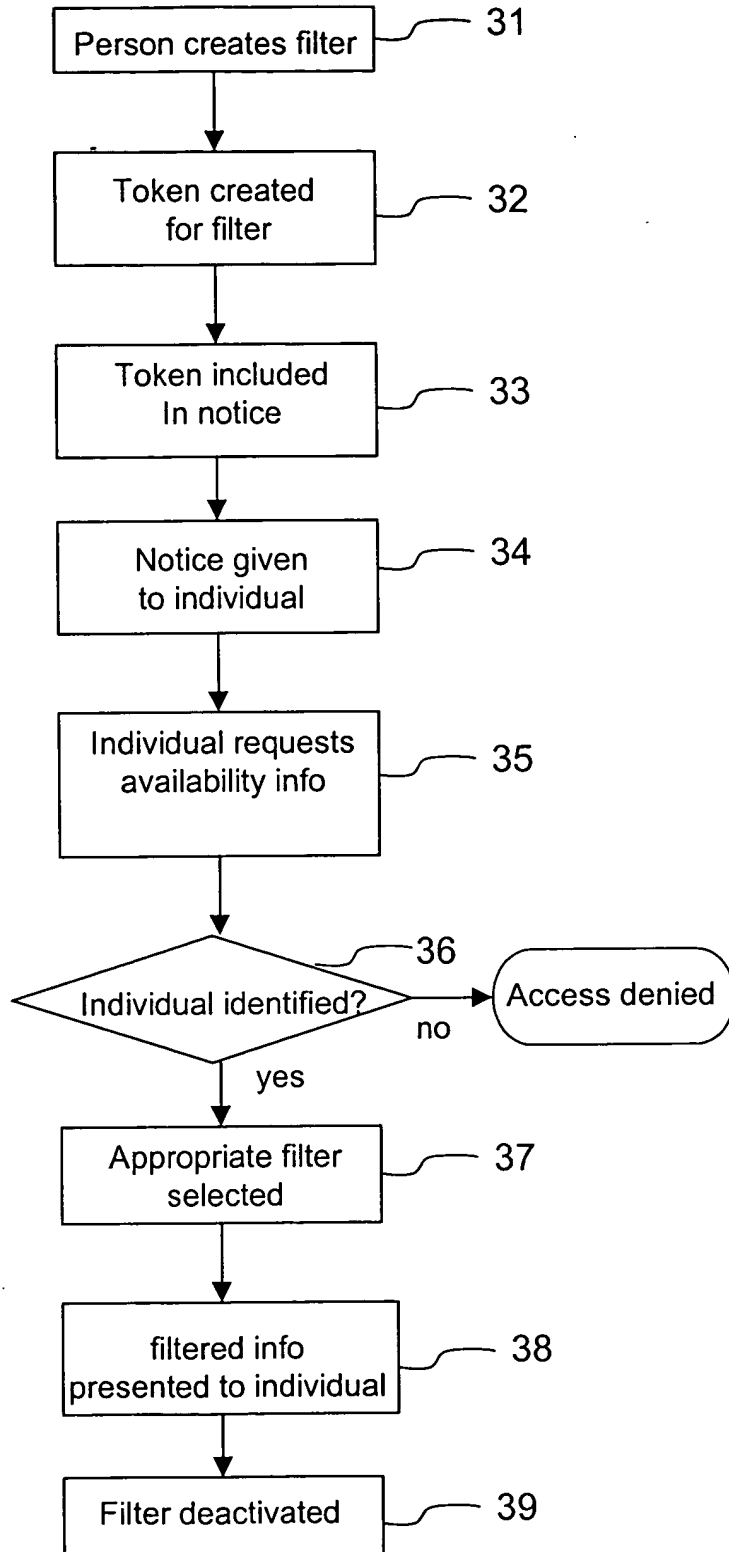 Person creates filter
31
Token created
for filter
32
Token included
In notice
33
Notice given
to individual
34
Individual requests
availability info
35
36
Individual identified?
no
Access denied
yes
Appropriate filter
selected
37
filtered info
presented to individual
38
Filter deactivated
39